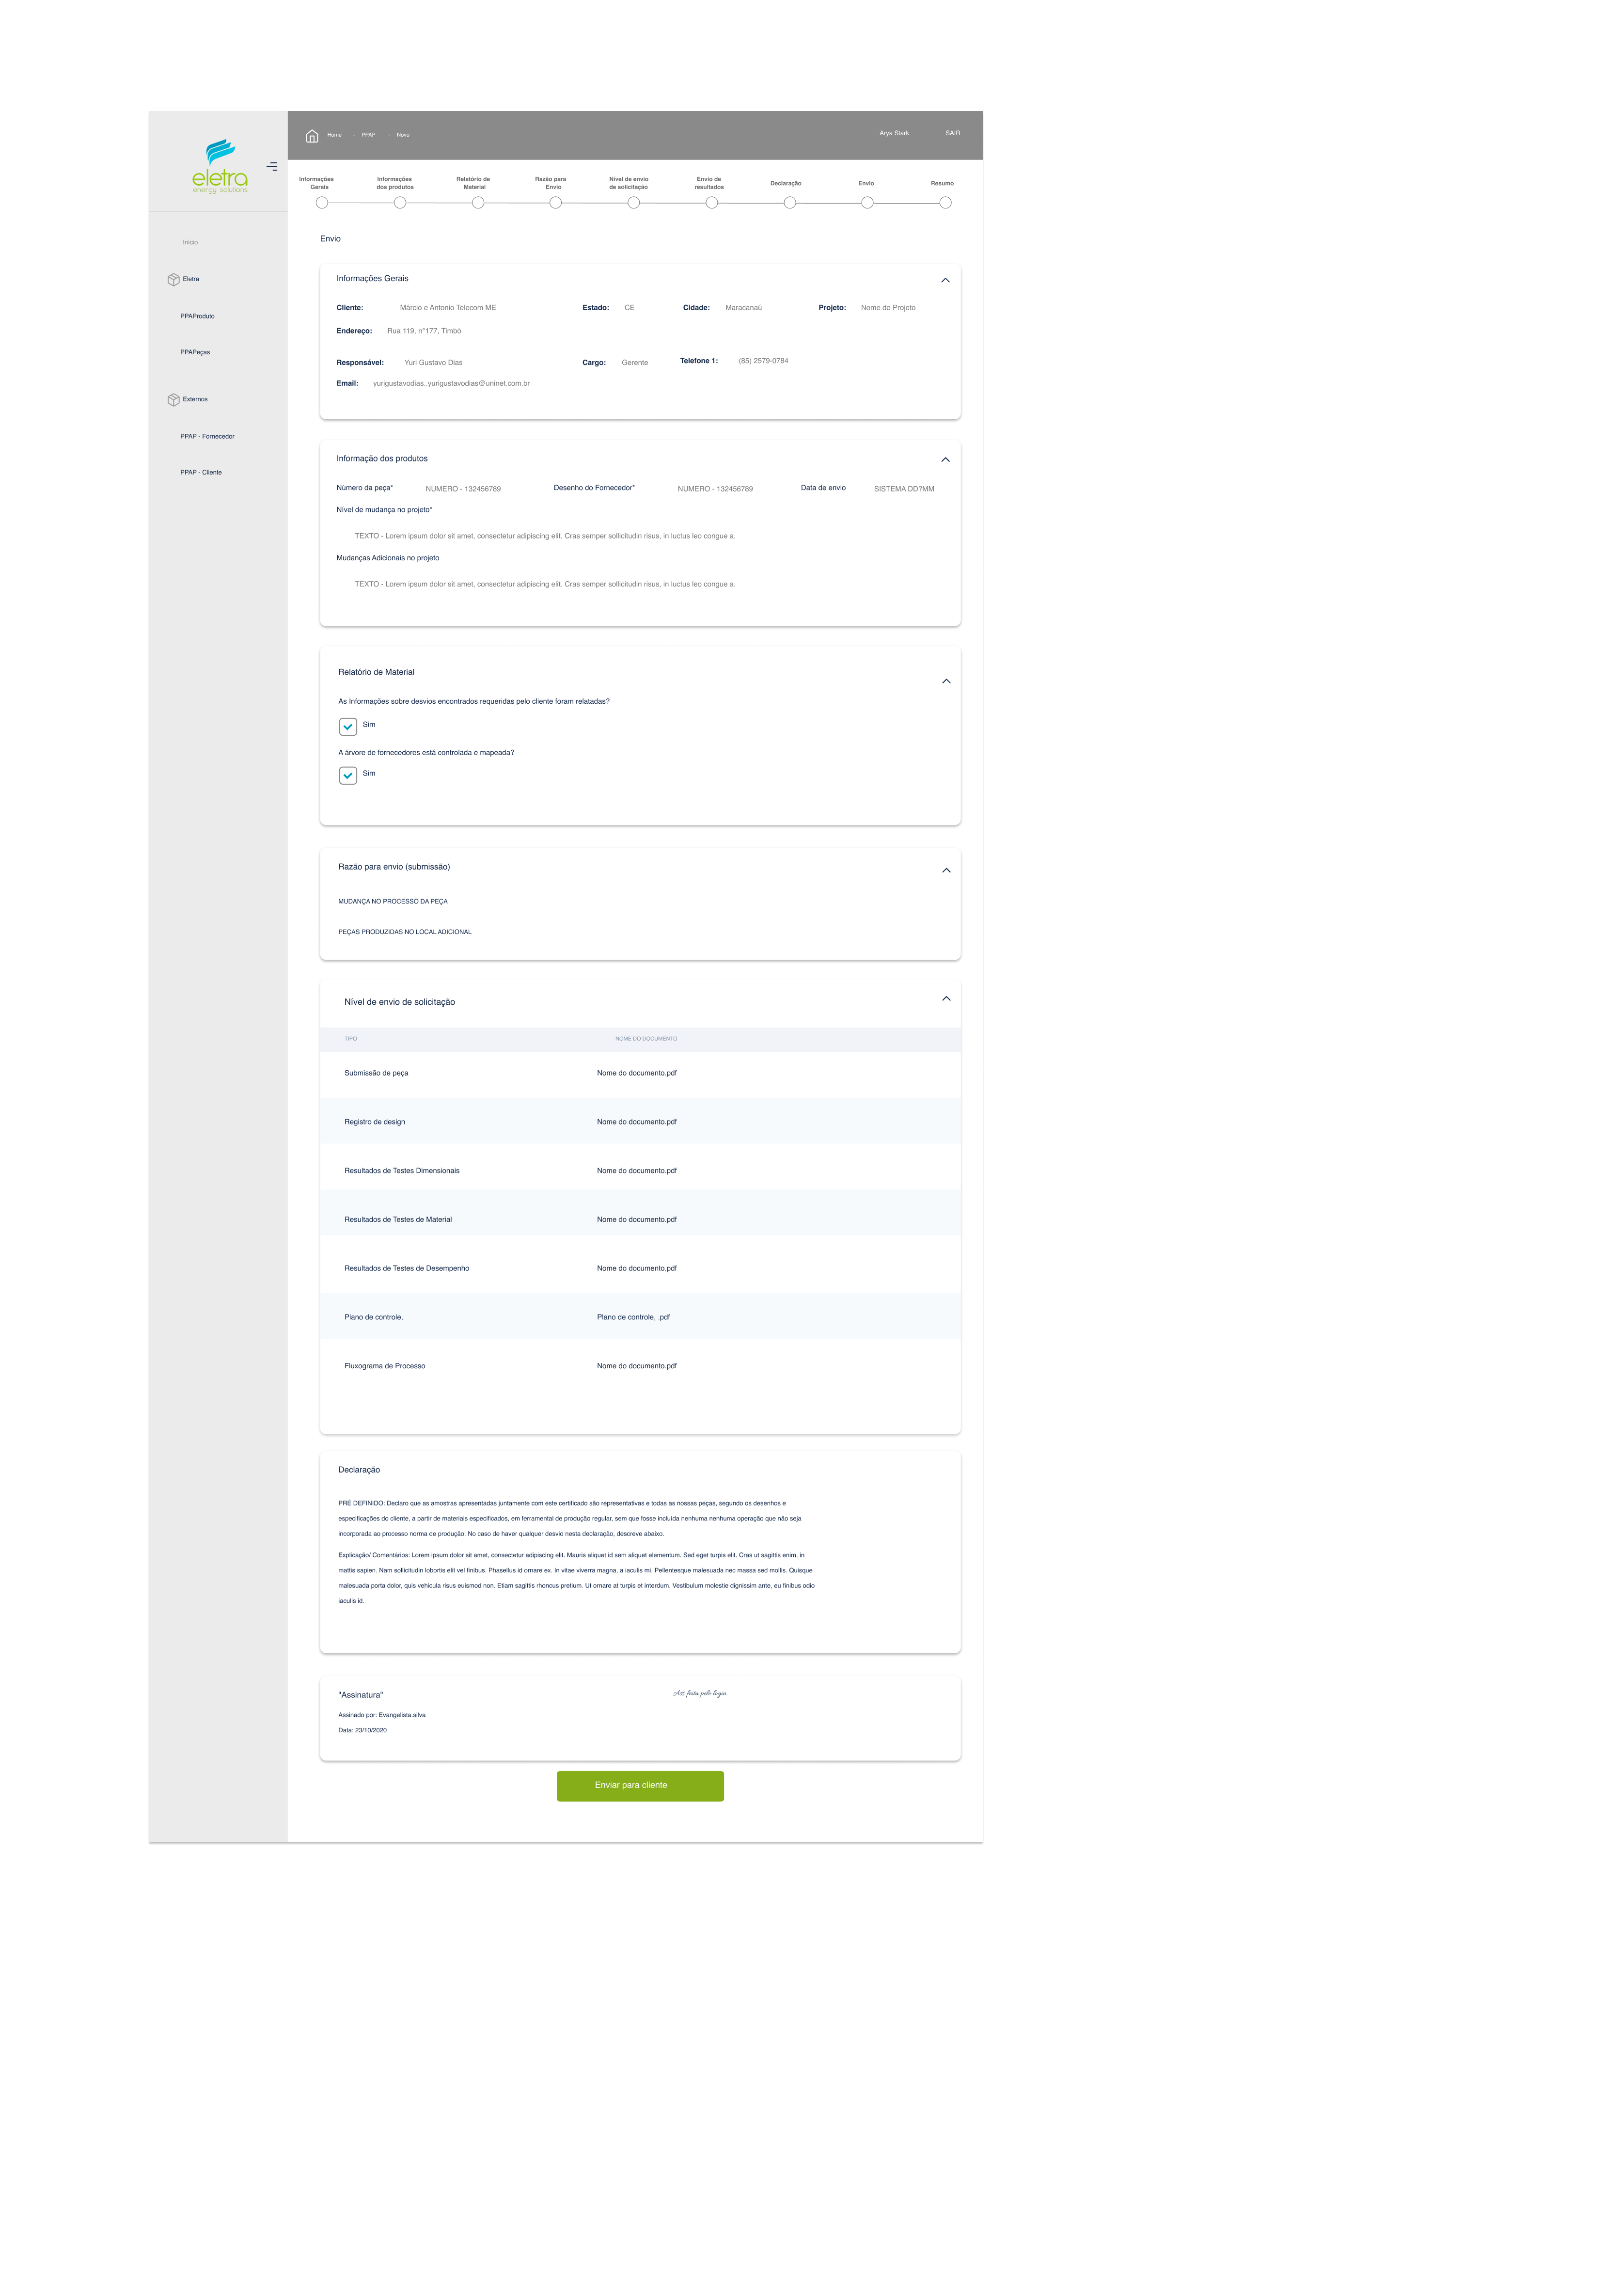 eletra
energy solutions
Home - PPAP - Novo
Arya Stark SAIR
Início
Eletra
PPAProduto
PPAPeças
Externos
PPAP - Fornecedor
PPAP - Cliente
Informações
Gerais
Informações
dos produtos
Relatório de
Material
Razão para
Envio
Nível de envio
de solicitação
Envio de
resultados
Declaração
Envio
Resumo
Envio
Informações Gerais
Cliente: Márcio e Antonio Telecom ME Estado: CE Cidade: Maracanaú Projeto: Nome do Projeto
Endereço: Rua 119, n°177, Timbó
Responsável: Yuri Gustavo Dias Cargo: Gerente Telefone 1: (85) 2579-0784
Email: yurigustavodias..yurigustavodias@uninet.com.br
Informação dos produtos
Número da peça* NUMERO - 132456789 Desenho do Fornecedor* NUMERO - 132456789 Data de envio SISTEMA DD?MM
Nível de mudança no projeto*
TEXTO - Lorem ipsum dolor sit amet, consectetur adipiscing elit. Cras semper sollicitudin risus, in luctus leo congue a.
Mudanças Adicionais no projeto
TEXTO - Lorem ipsum dolor sit amet, consectetur adipiscing elit. Cras semper sollicitudin risus, in luctus leo congue a.
Relatório de Material
As Informações sobre desvios encontrados requeridas pelo cliente foram relatadas?
Sim
A árvore de fornecedores está controlada e mapeada?
Sim
Razão para envio (submissão)
MUDANÇA NO PROCESSO DA PEÇA
PEÇAS PRODUZIDAS NO LOCAL ADICIONAL
Nível de envio de solicitação
TIPO NOME DO DOCUMENTO
Submissão de peça Nome do documento.pdf
Registro de design Nome do documento.pdf
Resultados de Testes Dimensionais Nome do documento.pdf
Resultados de Testes de Material Nome do documento.pdf
Resultados de Testes de Desempenho Nome do documento.pdf
Plano de controle, Plano de controle, .pdf
Fluxograma de Processo Nome do documento.pdf
Declaração
PRÉ DEFINIDO: Declaro que as amostras apresentadas juntamente com este certificado são representativas e todas as nossas peças, segundo os desenhos e
especificações do cliente, a partir de materiais especificados, em ferramental de produção regular, sem que fosse incluída nenhuma nenhuma operação que não seja
incorporada ao processo norma de produção. No caso de haver qualquer desvio nesta declaração, descreve abaixo.
Explicação/ Comentários: Lorem ipsum dolor sit amet, consectetur adipiscing elit. Mauris aliquet id sem aliquet elementum. Sed eget turpis elit. Cras ut sagittis enim, in
mattis sapien. Nam sollicitudin lobortis elit vel finibus. Phasellus id ornare ex. In vitae viverra magna, a iaculis mi. Pellentesque malesuada nec massa sed mollis. Quisque
malesuada porta dolor, quis vehicula risus euismod non. Etiam sagittis rhoncus pretium. Ut ornare at turpis et interdum. Vestibulum molestie dignissim ante, eu finibus odio
iaculis id.
"Assinatura" Ass feita pelo login
Assinado por: Evangelista.silva
Data: 23/10/2020
Enviar para cliente